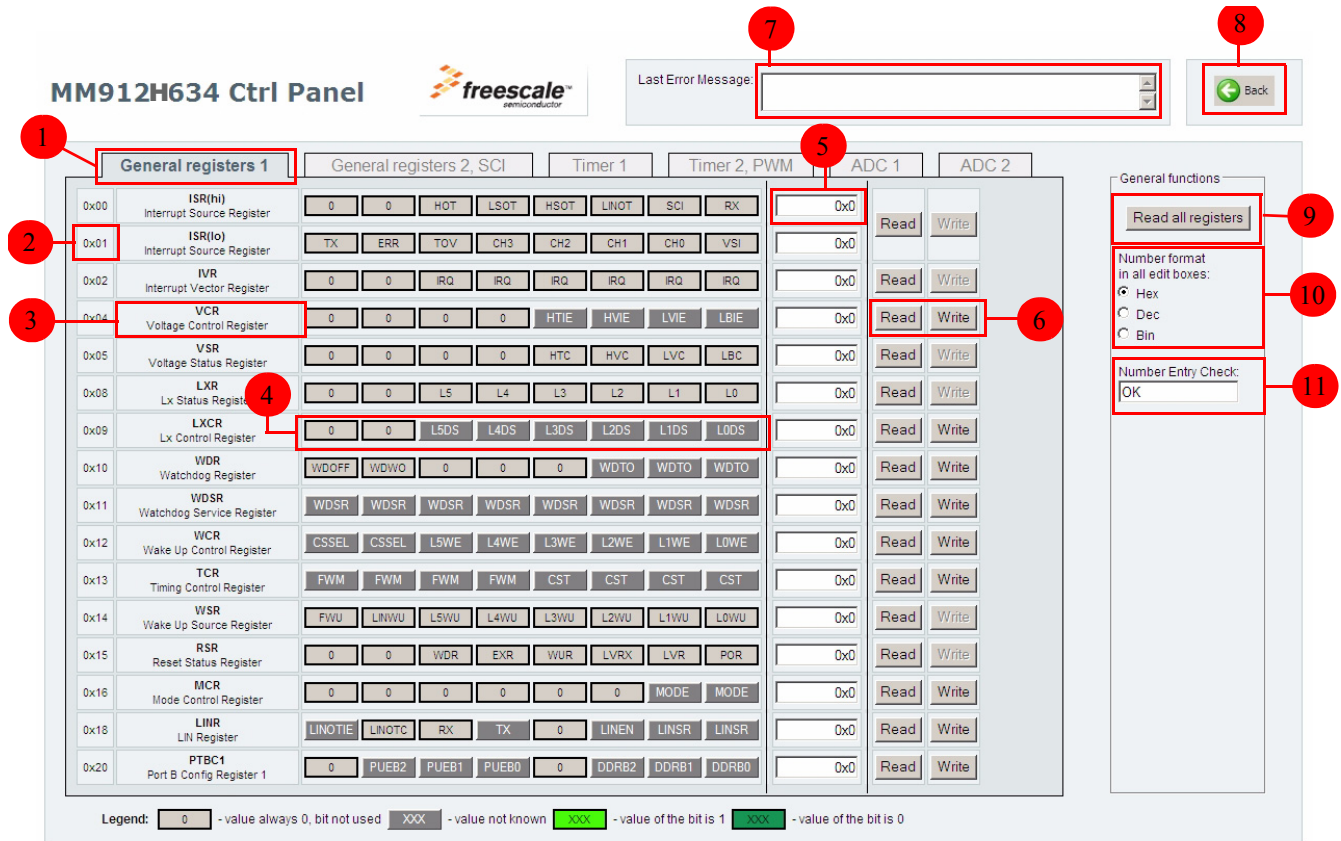 7
8
MM912H634 Ctrl Panel
freescale™
semiconductor
Last Error Message:
Back
1
5
General registers 1
General registers 2, SCI
Timer 1
Timer 2, PWM
ADC 1
ADC 2
General functions
Read all registers
9
Number format
in all edit boxes:
Hex
Dec
Bin
10
Number Entry Check:
OK
11
0x00 ISR(hi) Interrupt Source Register 0 0 HOT LSOT HSOT LINOT SCI RX 0x0 Read Write
2
0x01 ISR(lo) Interrupt Source Register TX ERR TOV CH3 CH2 CH1 CH0 VSI 0x0
0x02 IVR Interrupt Vector Register 0 0 IRQ IRQ IRQ IRQ IRQ IRQ 0x0 Read Write
3
0x04 VCR Voltage Control Register 0 0 0 0 HTIE HVIE LVIE LBIE 0x0 Read Write
6
0x05 VSR Voltage Status Register 0 0 0 0 HTC HVC LVC LBC 0x0 Read Write
0x08 LXR Lx Status 0 0 L5 L4 L3 L2 L1 L0 0x0 Read Write
4
0x09 LXCR Lx Control Register 0 0 L5DS L4DS L3DS L2DS L1DS L0DS 0x0 Read Write
0x10 WDR Watchdog Register WDOFF WDWO 0 0 0 WDTO WDTO WDTO 0x0 Read Write
0x11 WDSR Watchdog Service Register WDSR WDSR WDSR WDSR WDSR WDSR WDSR WDSR 0x0 Read Write
0x12 WCR Wake Up Control Register CSSEL CSSEL L5WE L4WE L3WE L2WE L1WE L0WE 0x0 Read Write
0x13 TCR Timing Control Register FWM FWM FWM FWM CST CST CST CST 0x0 Read Write
0x14 WSR Wake Up Source Register FWU LINWU L5WU L4WU L3WU L2WU L1WU L0WU 0x0 Read Write
0x15 RSR Reset Status Register 0 0 WDR EXR WUR LVRX LVR POR 0x0 Read Write
0x16 MCR Mode Control Register 0 0 0 0 0 0 MODE MODE 0x0 Read Write
0x18 LINR LIN Register LINOTIE LINOTC RX TX 0 LINEN LINSR LINSR 0x0 Read Write
0x20 PTBC1 Port B Config Register 1 0 PUEB2 PUEB1 PUEB0 0 DDRB2 DDRB1 DDRB0 0x0 Read Write
Legend: 0 - value always 0, bit not used XXX - value not known XXX - value of the bit is 1 XXX - value of the bit is 0